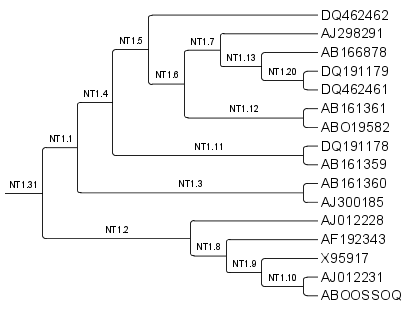 DQ462462
NT1.5
AJ298291
NT1.7
AB166878
NT1.13
DQ191179
NT1.20
NT1.6
DQ462461
NT1.4
AB161361
NT1.12
ABO19582
NT1.1
DQ191178
NT1.11
AB161359
NT1.31
AB161360
NT1.3
AJ300185
AJ012228
NT1.2
AF192343
NT1.8
X95917
NT1.9
AJ012231
NT1.10
ABOOSSOQ